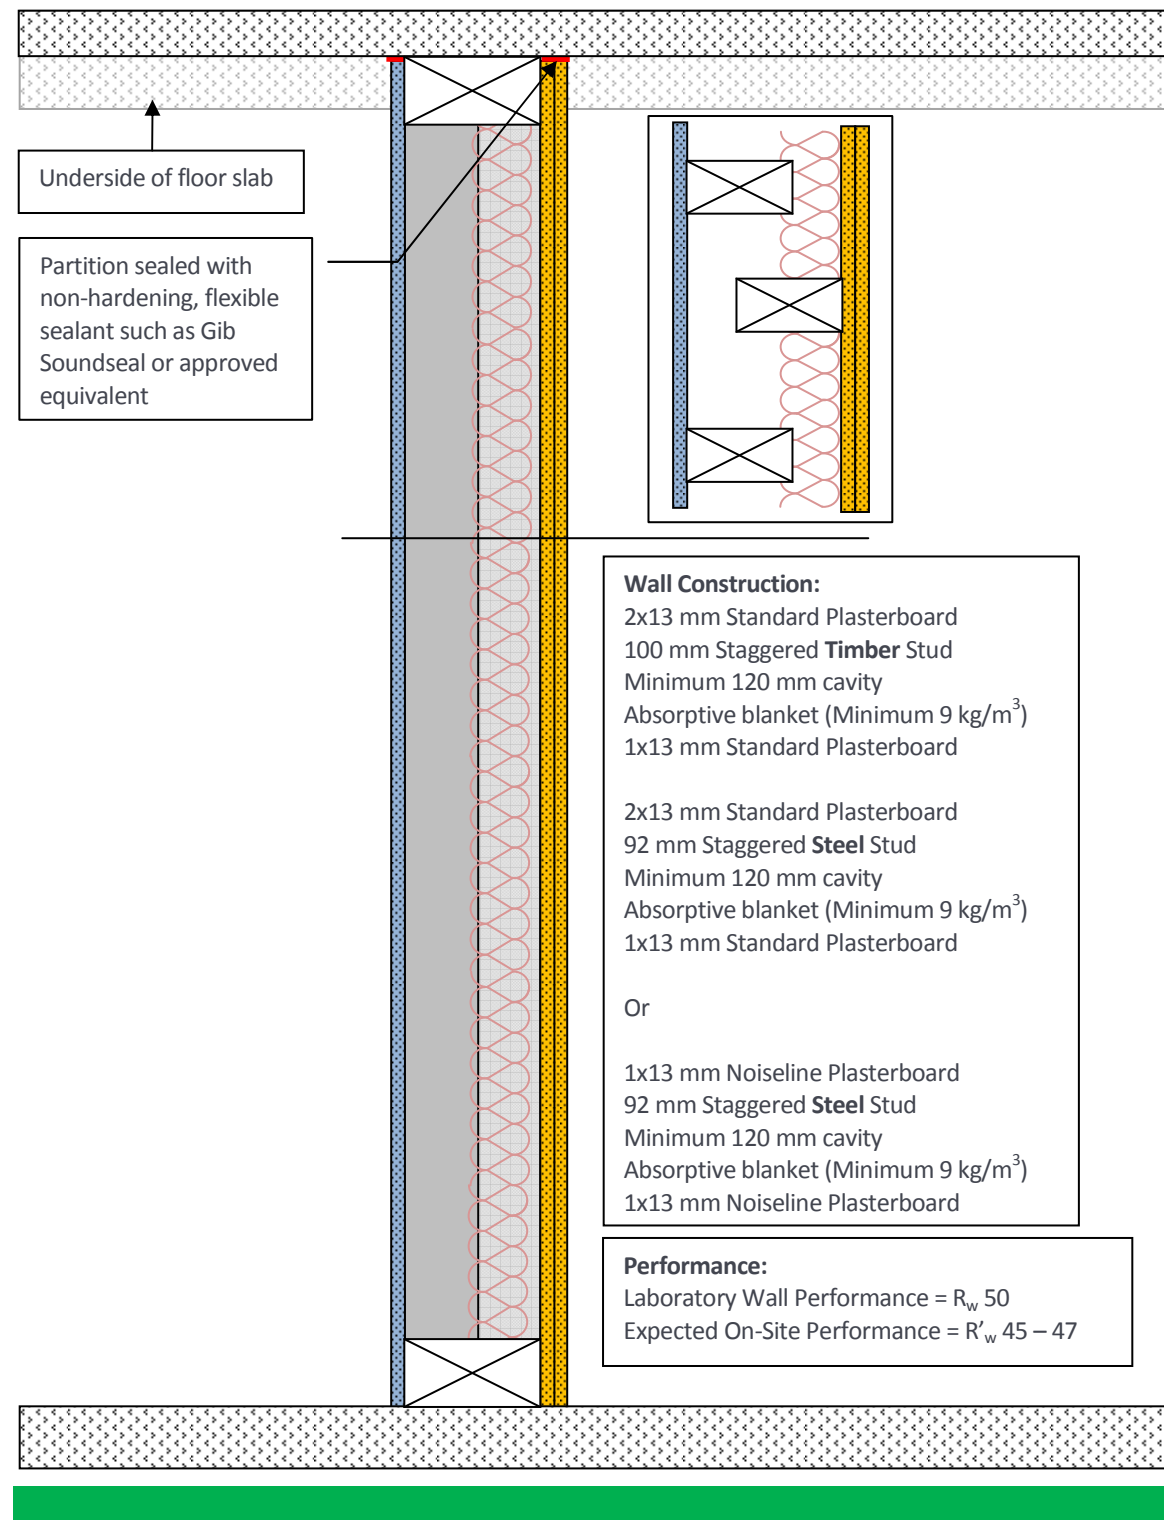 Underside of floor slab
Partition sealed with
non-hardening, flexible
sealant such as Gib
Soundseal or approved
equivalent
Wall Construction:
2x13 mm Standard Plasterboard
100 mm Staggered Timber Stud
Minimum 120 mm cavity
Absorptive blanket (Minimum 9 kg/m³)
1x13 mm Standard Plasterboard
2x13 mm Standard Plasterboard
92 mm Staggered Steel Stud
Minimum 120 mm cavity
Absorptive blanket (Minimum 9 kg/m³)
1x13 mm Standard Plasterboard
Or
1x13 mm Noiseline Plasterboard
92 mm Staggered Steel Stud
Minimum 120 mm cavity
Absorptive blanket (Minimum 9 kg/m³)
1x13 mm Noiseline Plasterboard
Performance:
Laboratory Wall Performance = Rw 50
Expected On-Site Performance = R’w 45 – 47